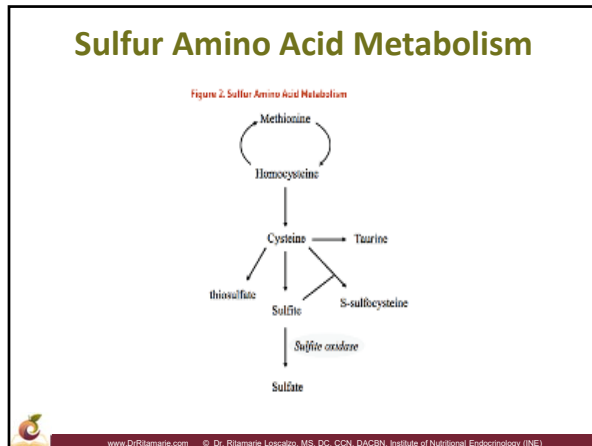 Sulfur Amino Acid Metabolism
Figure 2. Sulfur Amino Acid Metabolism
Methionine
Homocysteine
Cysteine
Taurine
thiosulfate
Sulfite
S-sulfocysteine
Sulfite oxidase
Sulfate
www.DrRitamarie.com © Dr. Ritamarie Loscalzo, MS, DC, CCN, DACBN, Institute of Nutritional Endocrinology (INE)